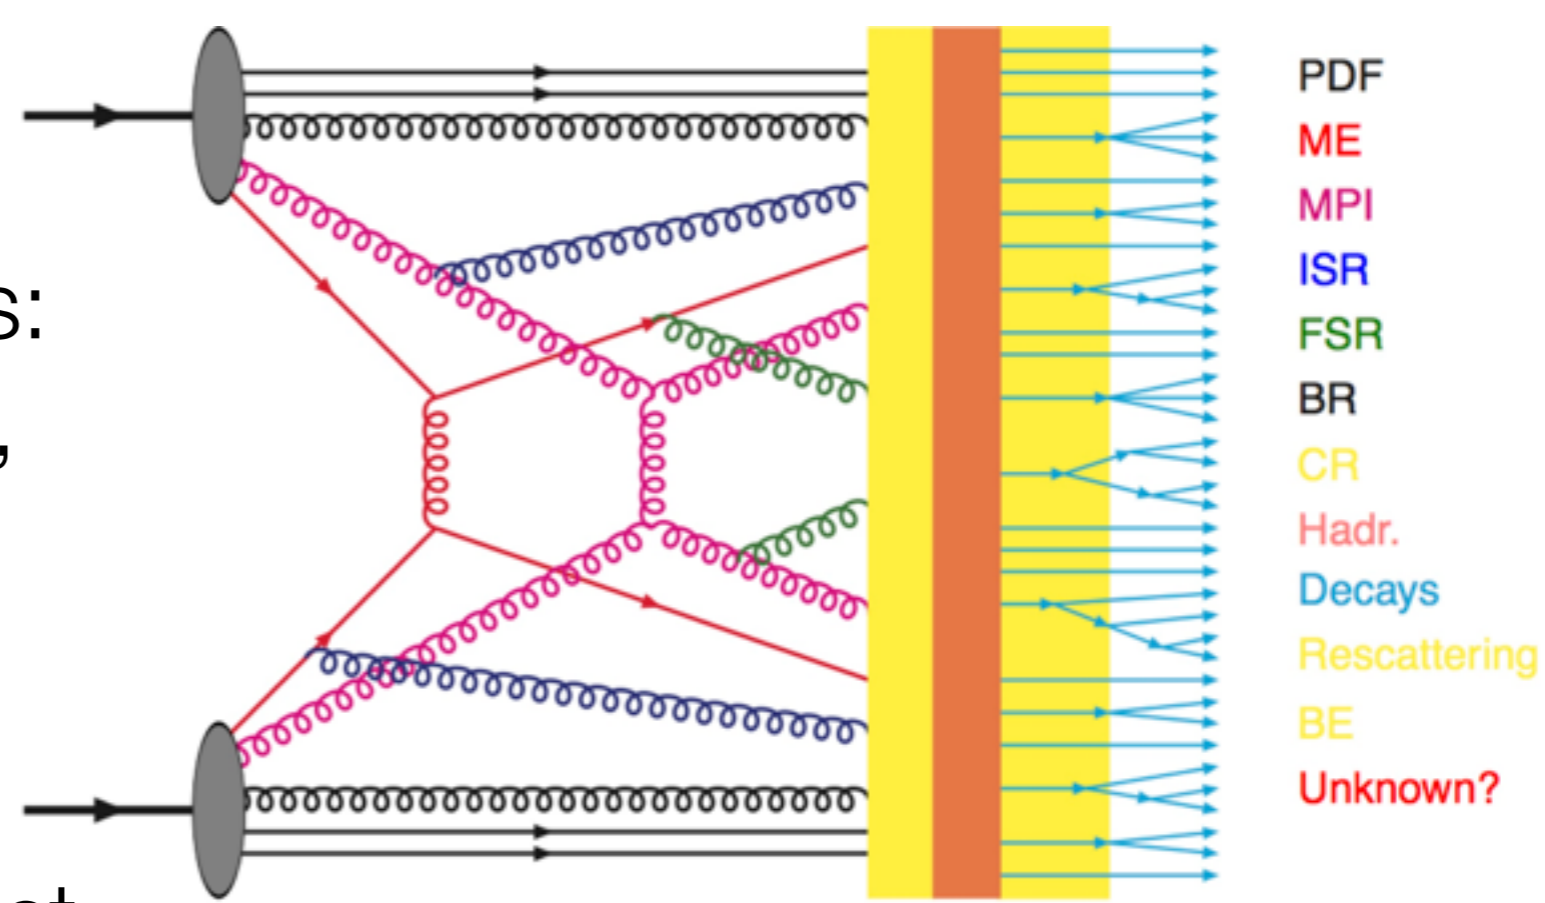 s:
,
PDF
ME
MPI
ISR
FSR
BR
CR
Hadr.
Decays
Rescattering
BE
Unknown?